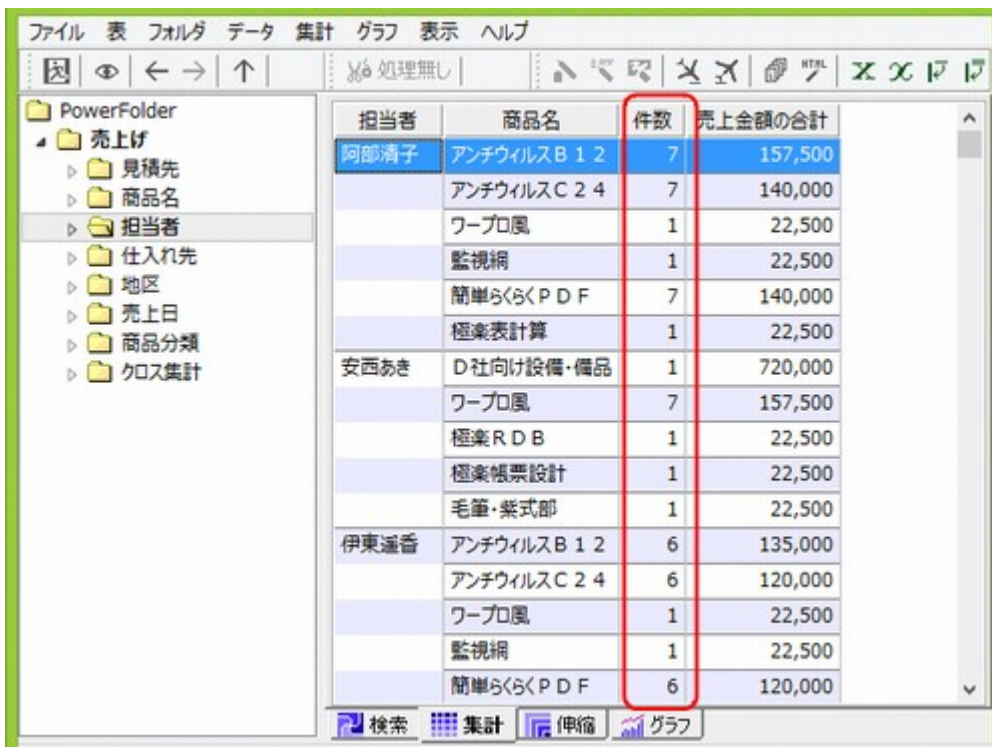 ファイル 表 フォルダ データ 集計 グラフ 表示 ヘルプ
処理無し
HTML
PowerFolder
売上げ
見積先
商品名
担当者
仕入れ先
地区
売上日
商品分類
クロス集計
担当者 商品名 件数 売上金額の合計
阿部清子 アンチウィルスB12 7 157,500
アンチウィルスC24 7 140,000
ワープロ風 1 22,500
監視網 1 22,500
簡単らくらくPDF 7 140,000
極楽表計算 1 22,500
安西あき D社向け設備・備品 1 720,000
ワープロ風 7 157,500
極楽RDB 1 22,500
極楽帳票設計 1 22,500
毛筆・紫式部 1 22,500
伊東遥香 アンチウィルスB12 6 135,000
アンチウィルスC24 6 120,000
ワープロ風 1 22,500
監視網 1 22,500
簡単らくらくPDF 6 120,000
検索 集計 伸縮 グラフ